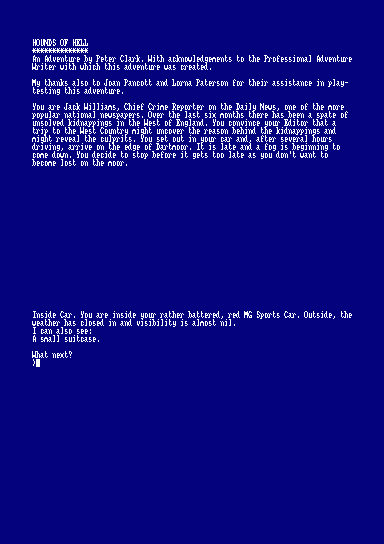 HOUNDS OF HELL
**************
An Adventure by Peter Clark. With acknowledgements to the Professional Adventure
Writer with which this adventure was created.
My thanks also to Joan Pancott and Lorna Paterson for their assistance in play-
testing this adventure.
You are Jack Williams, Chief Crime Reporter on the Daily News, one of the more
popular national newspapers. Over the last six months there has been a spate of
unsolved kidnappings in the West of England. You convince your Editor that a
trip to the West Country might uncover the reason behind the kidnappings and
might reveal the culprits. You set out in your car and, after several hours
driving, arrive on the edge of Dartmoor. It is late and a fog is beginning to
come down. You decide to stop before it gets too late as you don't want to
become lost on the moor.
Inside Car. You are inside your rather battered, red MG Sports Car. Outside, the
weather has closed in and visibility is almost nil.
I can also see:
A small suitcase.
What next?
>